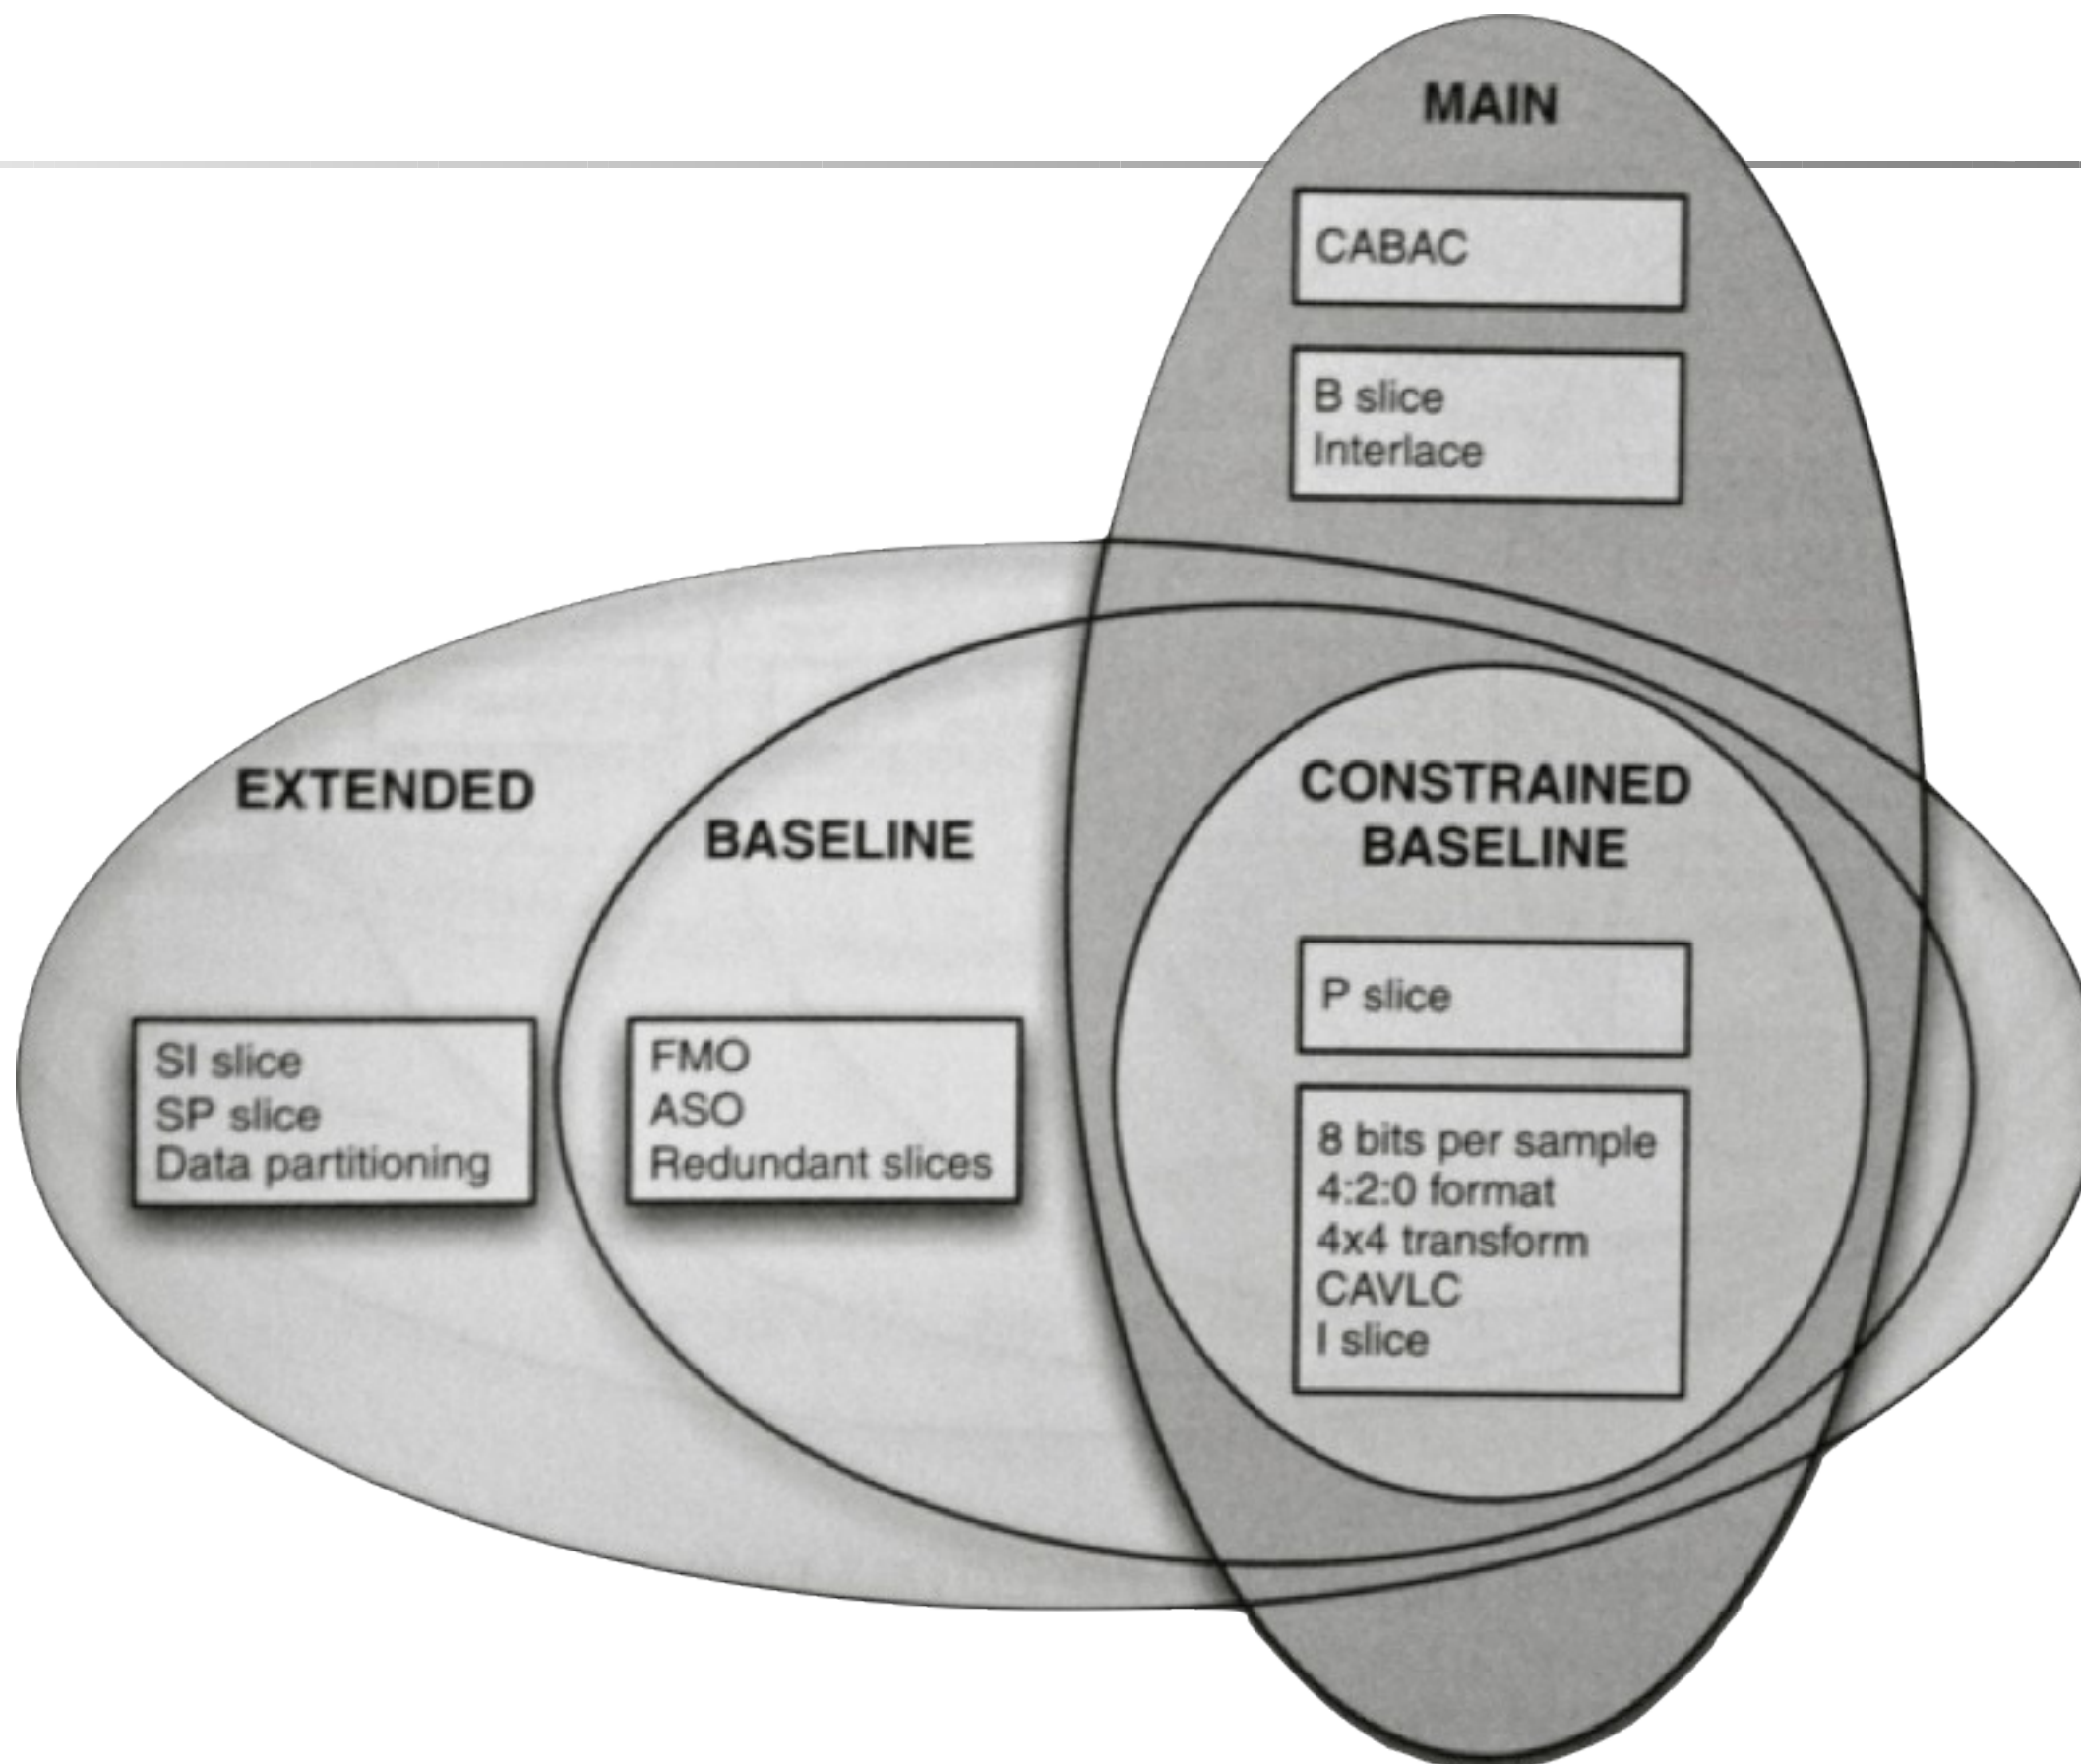 MAIN
CABAC
B slice
Interlace
EXTENDED
SI slice
SP slice
Data partitioning
BASELINE
FMO
ASO
Redundant slices
CONSTRAINED
BASELINE
P slice
8 bits per sample
4:2:0 format
4x4 transform
CAVLC
I slice